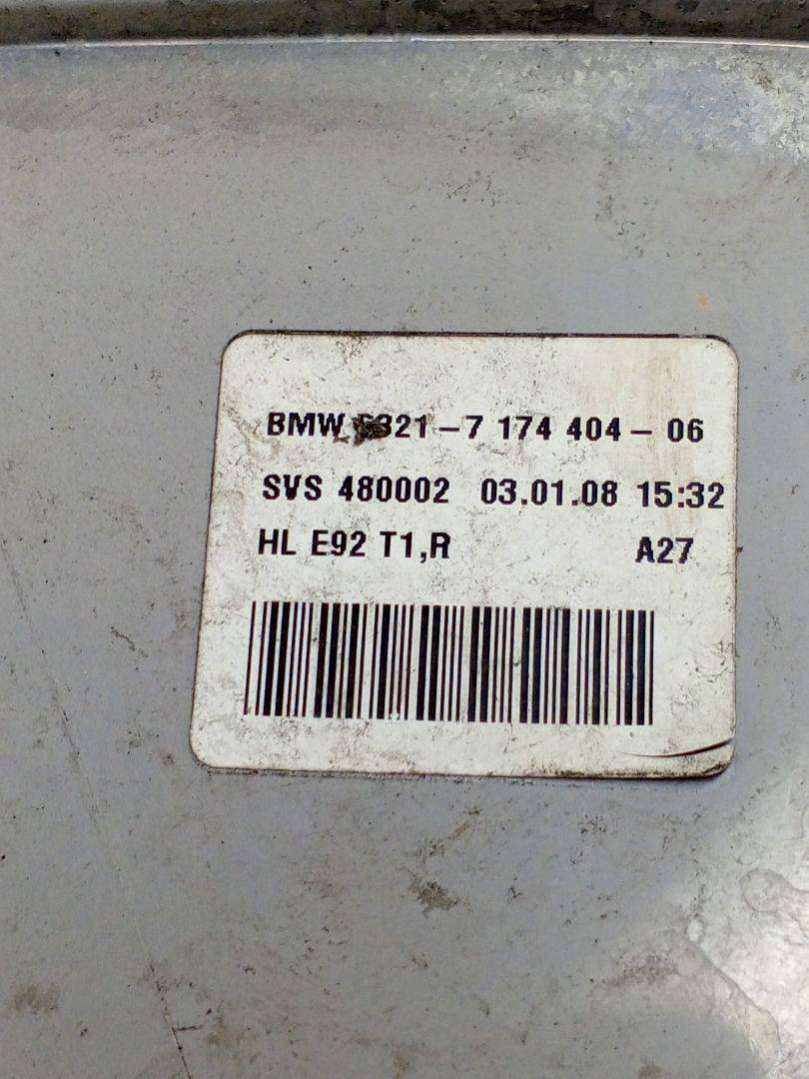 BMW 6321-7 174 404-06
SVS 480002 03.01.08 15:32
HL E92 T1,R A27